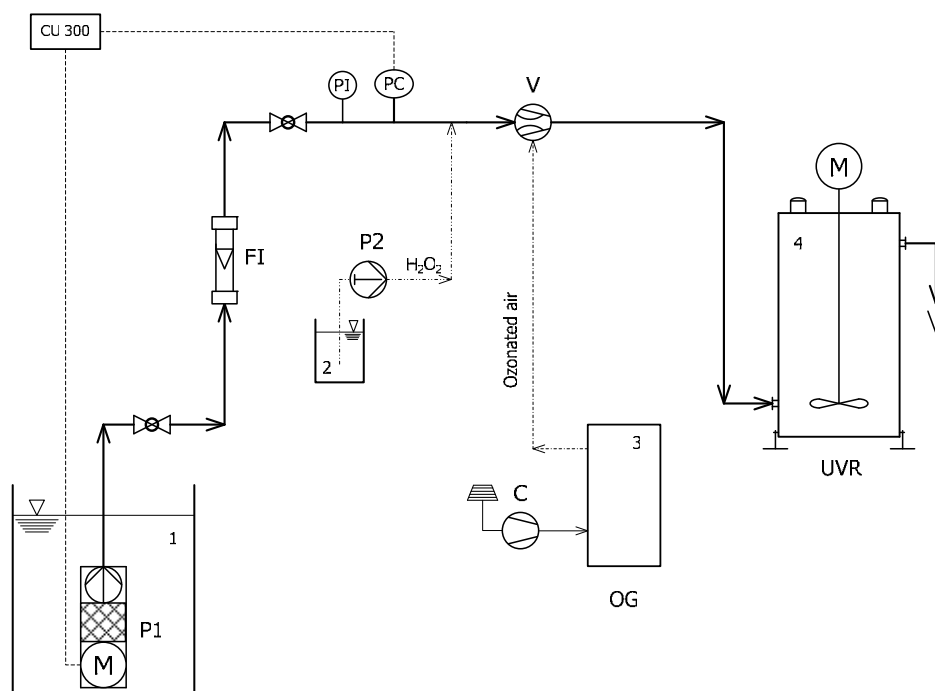 CU 300
PI
PC
V
M
FI
P2
H₂O₂
4
2
Ozonated air
3
UVR
C
1
OG
P1
M